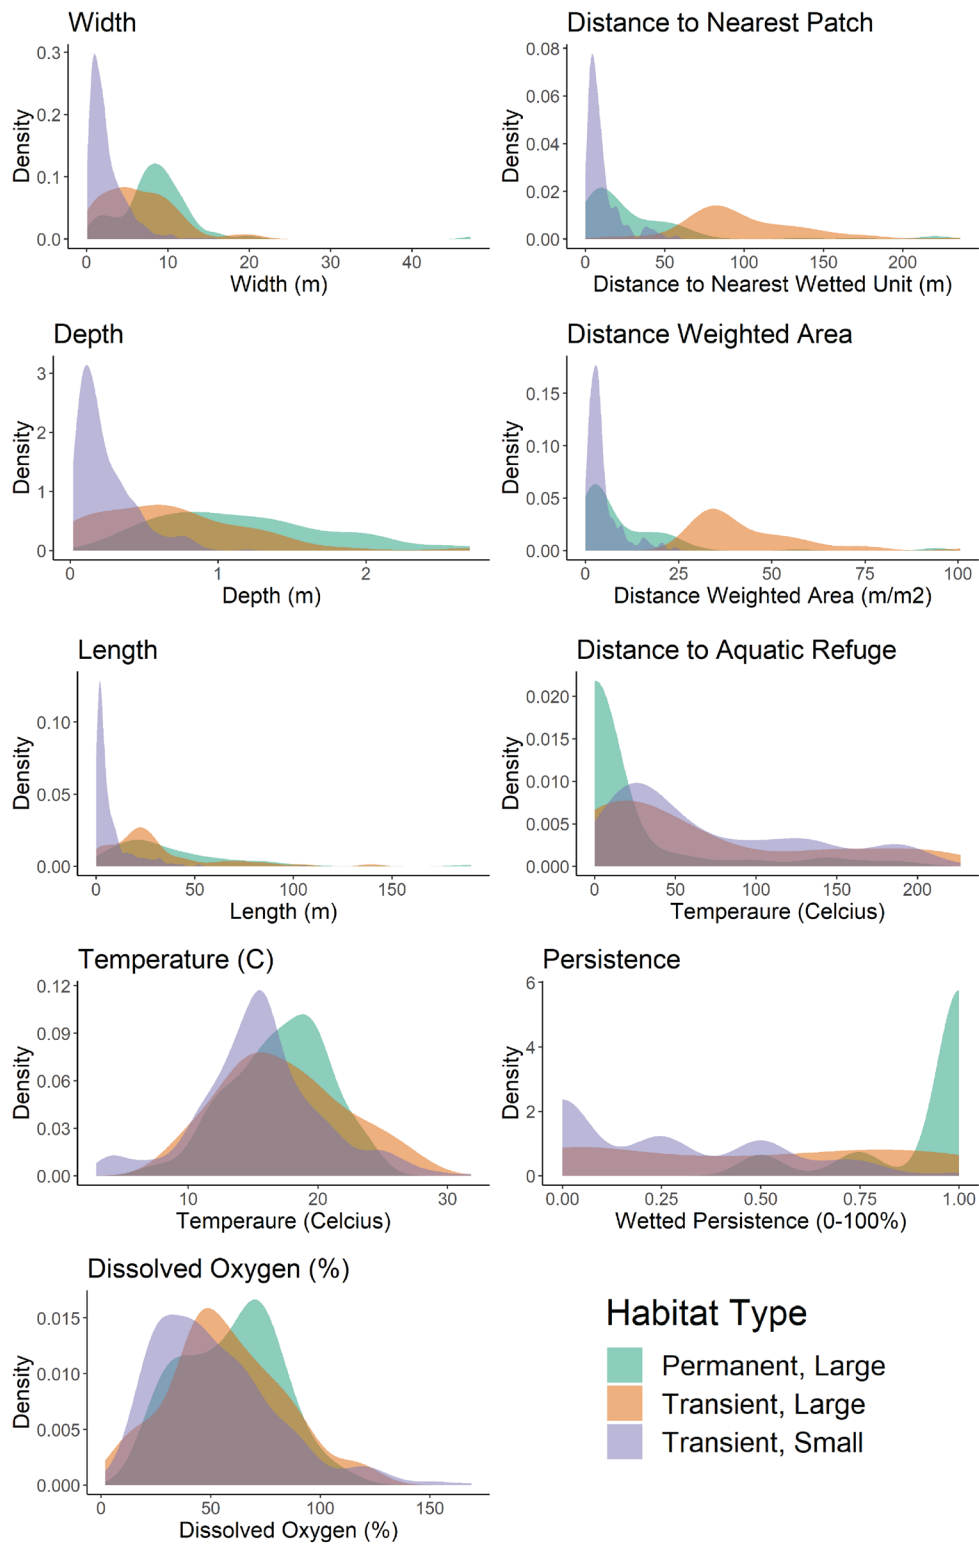 Width
0.3
0.2
0.1
0.0
Density
0
10
20
30
40
Width (m)
Distance to Nearest Patch
0.08
0.06
0.04
0.02
0.00
Density
0
50
100
150
200
Distance to Nearest Wetted Unit (m)
Depth
3
2
1
0
Density
0
1
2
Depth (m)
Distance Weighted Area
0.15
0.10
0.05
0.00
Density
0
25
50
75
100
Distance Weighted Area (m/m2)
Length
0.10
0.05
0.00
Density
0
50
100
150
Length (m)
Distance to Aquatic Refuge
0.020
0.015
0.010
0.005
0.000
Density
0
50
100
150
200
Temperaure (Celcius)
Temperature (C)
0.12
0.09
0.06
0.03
0.00
Density
10
20
30
Temperaure (Celcius)
Persistence
6
4
2
0
Density
0.00
0.25
0.50
0.75
1.00
Wetted Persistence (0-100%)
Dissolved Oxygen (%)
0.015
0.010
0.005
0.000
Density
0
50
100
150
Dissolved Oxygen (%)
Habitat Type
Permanent, Large
Transient, Large
Transient, Small